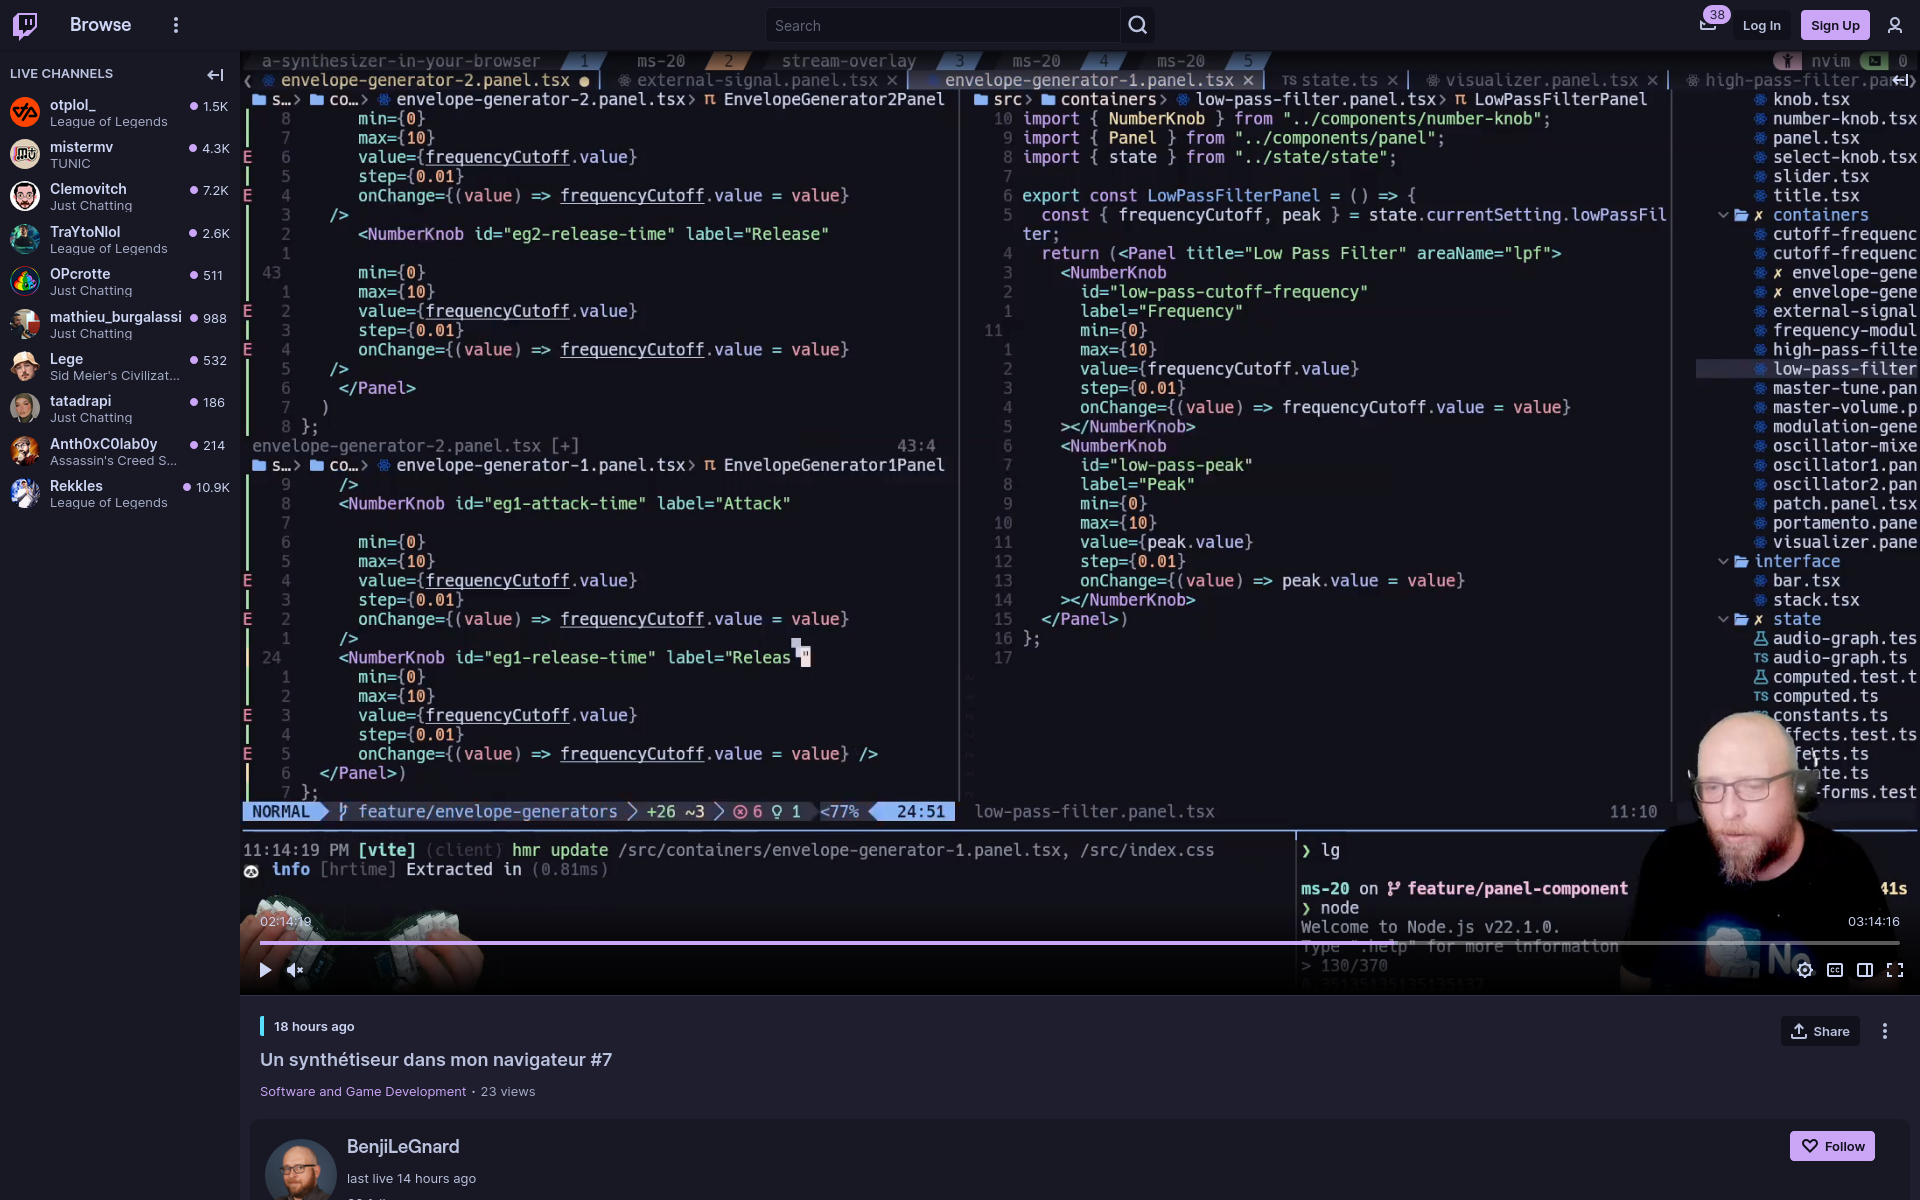 Browse
Search
38
Log In
Sign Up
LIVE CHANNELS
otplol_
1.5K
League of Legends
mistermv
4.3K
TUNIC
Clemovitch
7.2K
Just Chatting
TraYtoNlol
2.6K
League of Legends
OPcrotte
511
Just Chatting
mathieu_burgalassi
988
Just Chatting
Lege
532
Sid Meier's Civilizat...
tatadrapi
186
Just Chatting
Anth0xC0lab0y
214
Assassin's Creed S...
Rekkles
10.9K
League of Legends
a-synthesizer-in-your-browser 1 ms-20 2 stream-overlay 3 ms-20 4 ms-20 5 nvim 0
envelope-generator-2.panel.tsx external-signal.panel.tsx envelope-generator-1.panel.tsx state.ts visualizer.panel.tsx high-pass-filter.pan
s…> co…> envelope-generator-2.panel.tsx> EnvelopeGenerator2Panel
8 min={0}
7 max={10}
E 6 value={frequencyCutoff.value}
5 step={0.01}
E 4 onChange={(value) => frequencyCutoff.value = value}
3 />
2 <NumberKnob id="eg2-release-time" label="Release"
1
43 min={0}
1 max={10}
E 2 value={frequencyCutoff.value}
3 step={0.01}
E 4 onChange={(value) => frequencyCutoff.value = value}
5 />
6 </Panel>
7 )
8 };
envelope-generator-2.panel.tsx [+] 43:4
s…> co…> envelope-generator-1.panel.tsx> EnvelopeGenerator1Panel
9 />
8 <NumberKnob id="eg1-attack-time" label="Attack"
7
6 min={0}
5 max={10}
E 4 value={frequencyCutoff.value}
3 step={0.01}
E 2 onChange={(value) => frequencyCutoff.value = value}
1 />
24 <NumberKnob id="eg1-release-time" label="Releas "
1 min={0}
2 max={10}
E 3 value={frequencyCutoff.value}
4 step={0.01}
E 5 onChange={(value) => frequencyCutoff.value = value} />
6 </Panel>)
7 };
NORMAL feature/envelope-generators +26 ~3 6 1 <77% 24:51
src> containers> low-pass-filter.panel.tsx> LowPassFilterPanel
10 import { NumberKnob } from "../components/number-knob";
9 import { Panel } from "../components/panel";
8 import { state } from "../state/state";
7
6 export const LowPassFilterPanel = () => {
5 const { frequencyCutoff, peak } = state.currentSetting.lowPassFil
ter;
4 return (<Panel title="Low Pass Filter" areaName="lpf">
3 <NumberKnob
2 id="low-pass-cutoff-frequency"
1 label="Frequency"
11 min={0}
1 max={10}
2 value={frequencyCutoff.value}
3 step={0.01}
4 onChange={(value) => frequencyCutoff.value = value}
5 ></NumberKnob>
6 <NumberKnob
7 id="low-pass-peak"
8 label="Peak"
9 min={0}
10 max={10}
11 value={peak.value}
12 step={0.01}
13 onChange={(value) => peak.value = value}
14 ></NumberKnob>
15 </Panel>)
16 };
17
low-pass-filter.panel.tsx 11:10
knob.tsx
number-knob.tsx
panel.tsx
select-knob.tsx
slider.tsx
title.tsx
containers
cutoff-frequenc
cutoff-frequenc
envelope-gene
envelope-gene
external-signal
frequency-modul
high-pass-filte
low-pass-filter
master-tune.pan
master-volume.p
modulation-gene
oscillator-mixe
oscillator1.pan
oscillator2.pan
patch.panel.tsx
portamento.pane
visualizer.pane
interface
bar.tsx
stack.tsx
state
audio-graph.tes
TS audio-graph.ts
computed.test.t
TS computed.ts
constants.ts
ffects.test.ts
fects.ts
ate.ts
-forms.test
11:14:19 PM [vite] (client) hmr update /src/containers/envelope-generator-1.panel.tsx, /src/index.css
info [hrtime] Extracted in (0.81ms)
❯ lg
ms-20 on feature/panel-component 41s
❯ node
Welcome to Node.js v22.1.0.
Type ".help" for more information
> 130/370
02:14:19
03:14:16
No
18 hours ago
Share
Un synthétiseur dans mon navigateur #7
Software and Game Development • 23 views
BenjiLeGnard
Follow
last live 14 hours ago